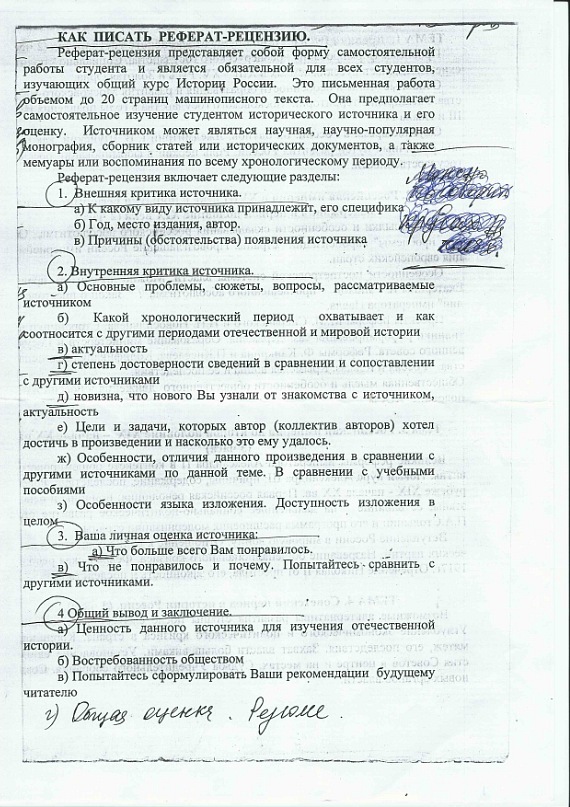 КАК ПИСАТЬ РЕФЕРАТ-РЕЦЕНЗИЮ.
Реферат-рецензия представляет собой форму самостоятельной
работы студента и является обязательной для всех студентов,
изучающих общий курс Истории России. Это письменная работа
объемом до 20 страниц машинописного текста. Она предполагает
самостоятельное изучение студентом исторического источника и его
оценку. Источником может являться научная, научно-популярная
монография, сборник статей или исторических документов, а также
мемуары или воспоминания по всему хронологическому периоду.
Реферат-рецензия включает следующие разделы:
1. Внешняя критика источника.
а) К какому виду источника принадлежит, его специфика
б) Год, место издания, автор.
в) Причины (обстоятельства) появления источника
2. Внутренняя критика источника.
а) Основные проблемы, сюжеты, вопросы, рассматриваемые
источником
б) Какой хронологический период охватывает и как
соотносится с другими периодами отечественной и мировой истории
в) актуальность
г) степень достоверности сведений в сравнении и сопоставлении
с другими источниками
д) новизна, что нового Вы узнали от знакомства с источником,
актуальность
е) Цели и задачи, которых автор (коллектив авторов) хотел
достичь в произведении и насколько это ему удалось.
ж) Особенности, отличия данного произведения в сравнении с
другими источниками по данной теме. В сравнении с учебными
пособиями
з) Особенности языка изложения. Доступность изложения в
целом
3. Ваша личная оценка источника:
а) Что больше всего Вам понравилось.
в) Что не понравилось и почему. Попытайтесь сравнить с
другими источниками.
4 Общий вывод и заключение.
а) Ценность данного источника для изучения отечественной
истории.
б) Востребованность обществом
в) Попытайтесь сформулировать Ваши рекомендации будущему
читателю
г) Общая оценка. Резюме.